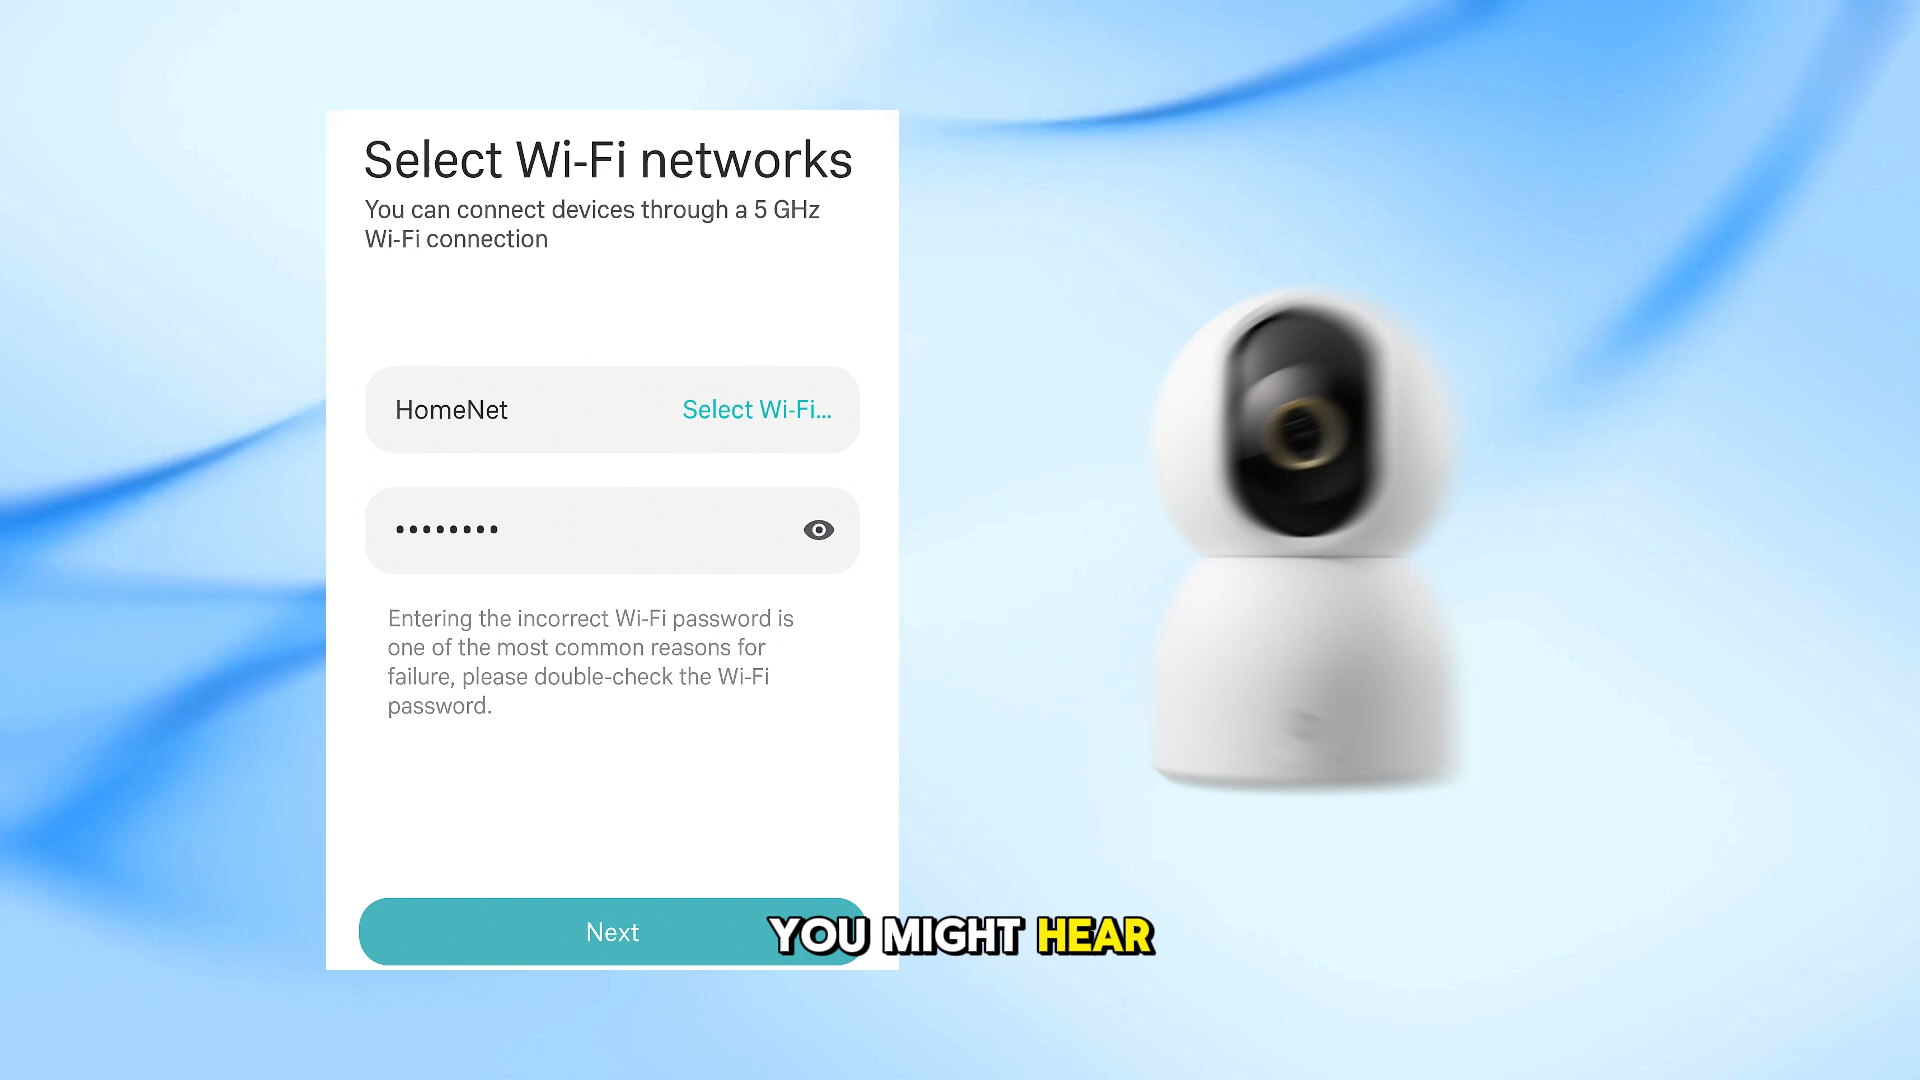 Select Wi-Fi networks
You can connect devices through a 5 GHz
Wi-Fi connection
HomeNet Select Wi-Fi...
••••••••
Entering the incorrect Wi-Fi password is
one of the most common reasons for
failure, please double-check the Wi-Fi
password.
Next
YOU MIGHT HEAR